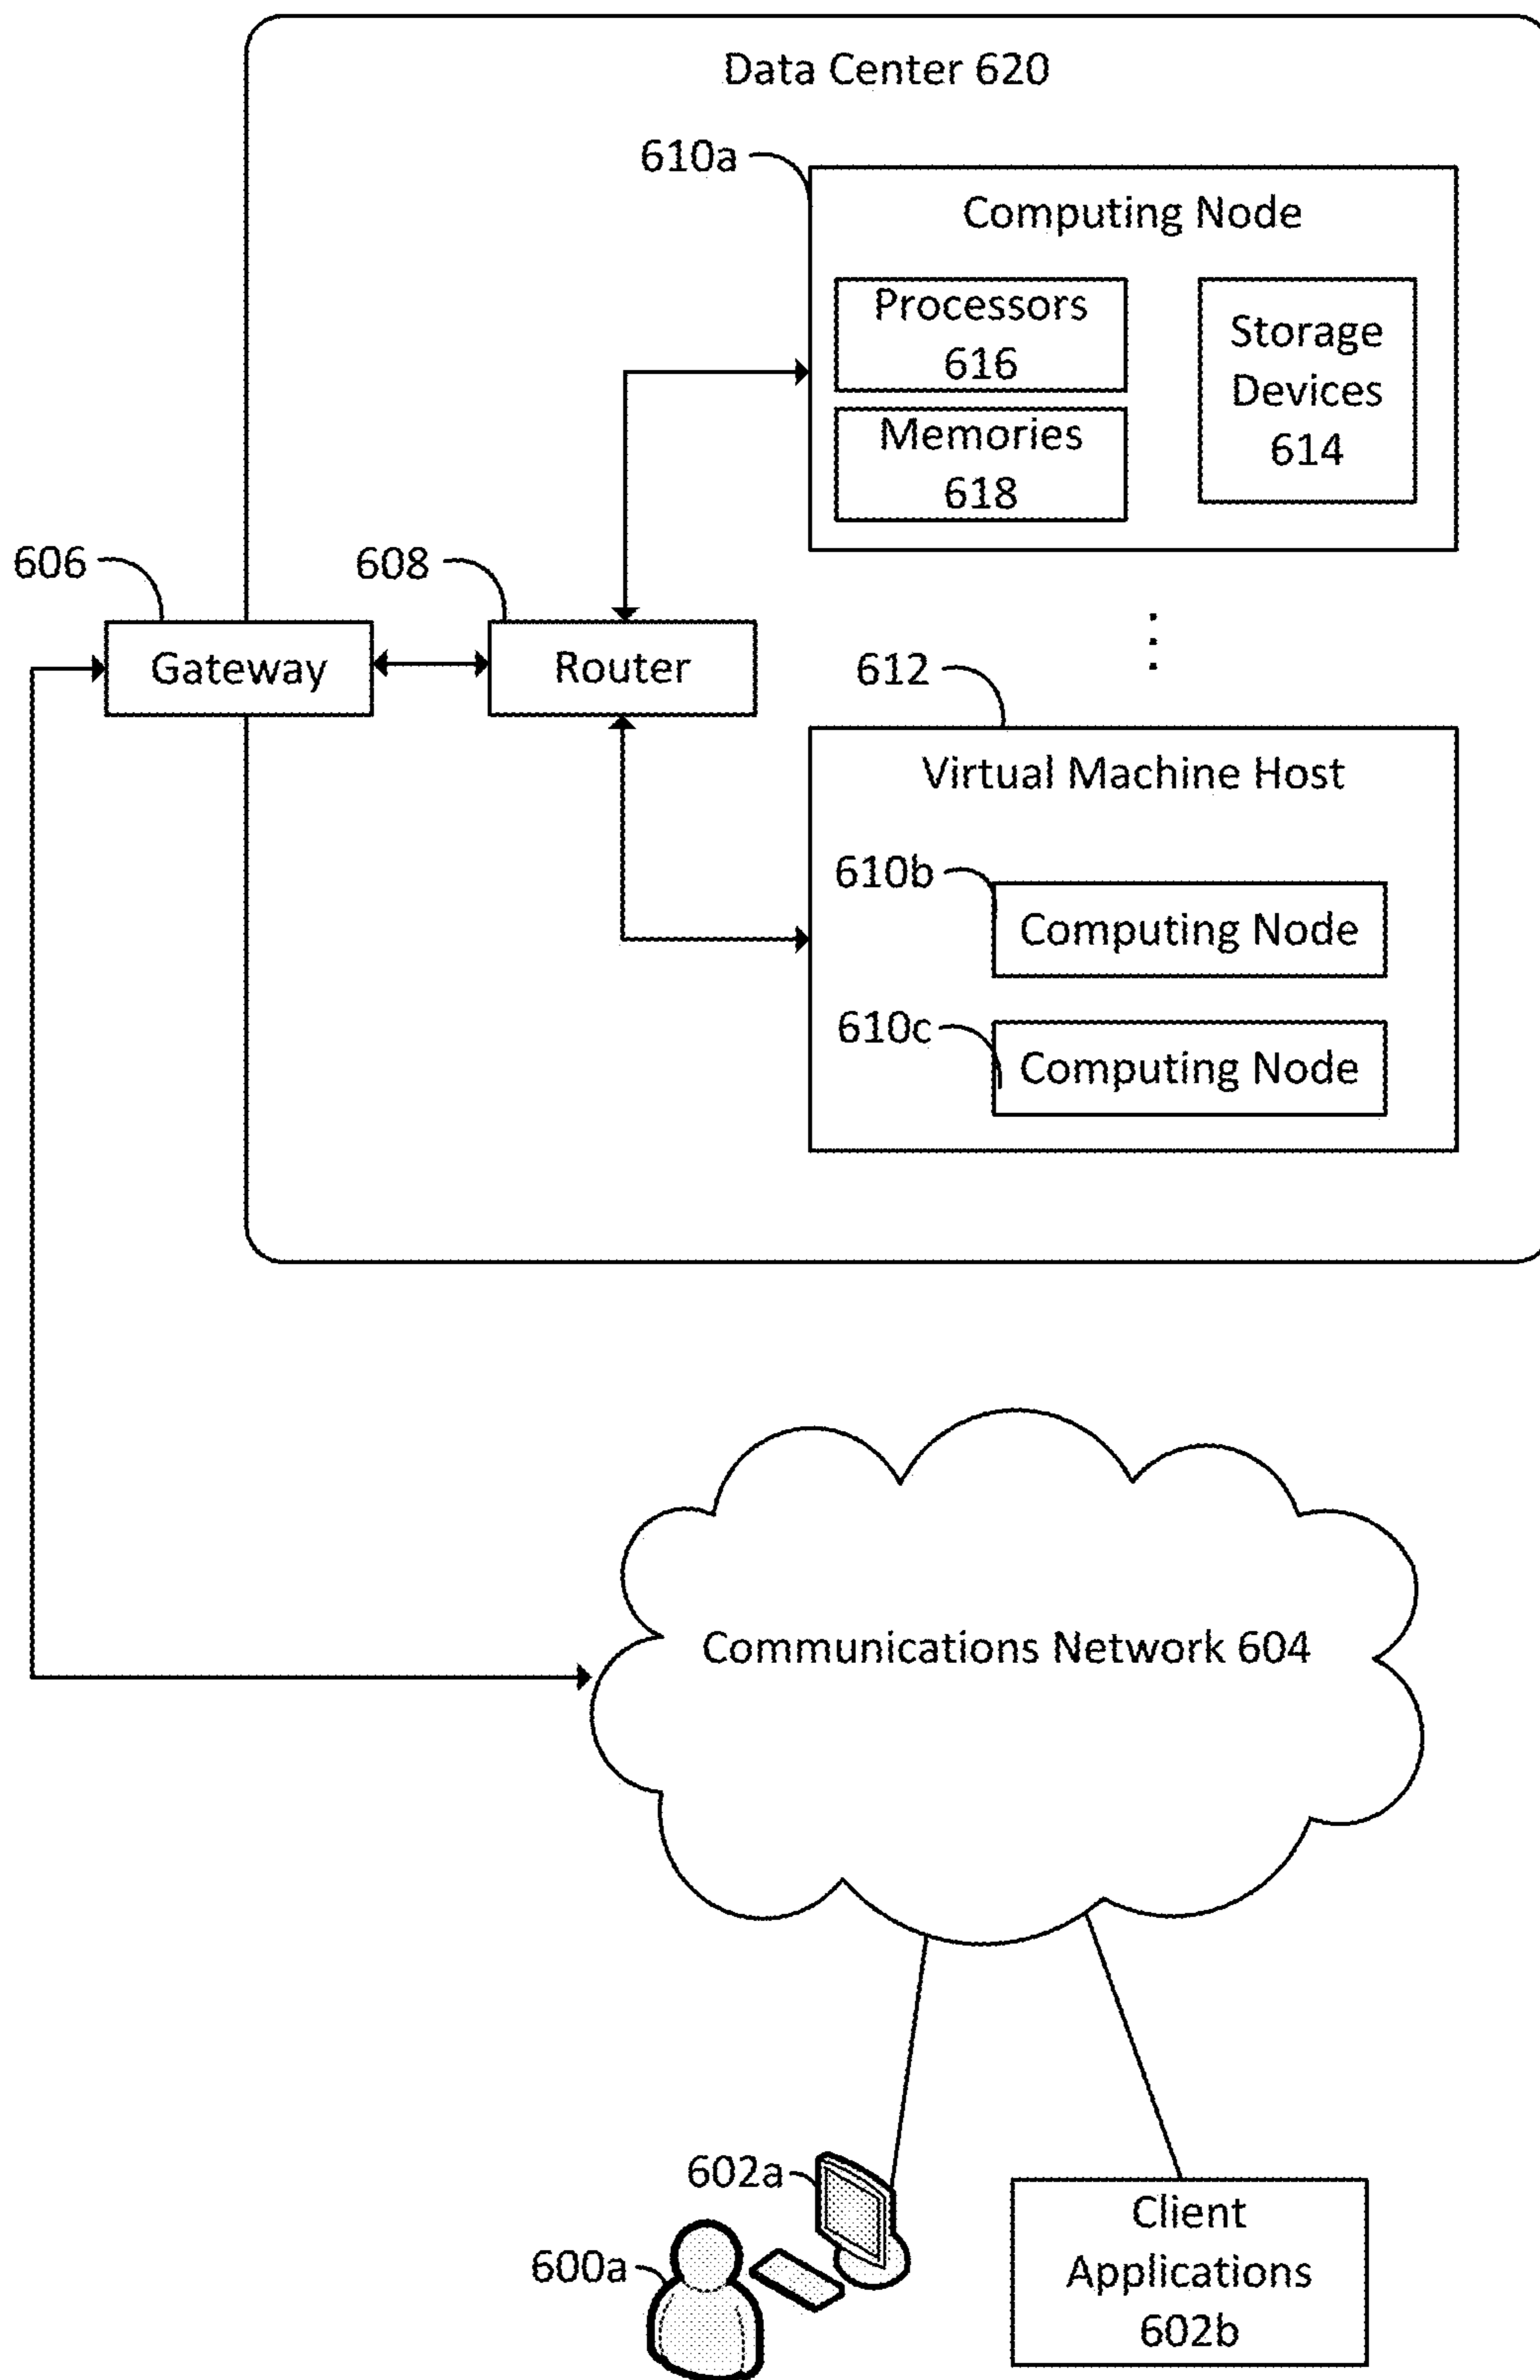 Data Center 620
610a
Computing Node
Processors
616
Storage
Devices
614
Memories
618
606
608
Gateway
Router
612
Virtual Machine Host
610b
Computing Node
610c
Computing Node
Communications Network 604
602a
600a
Client
Applications
602b